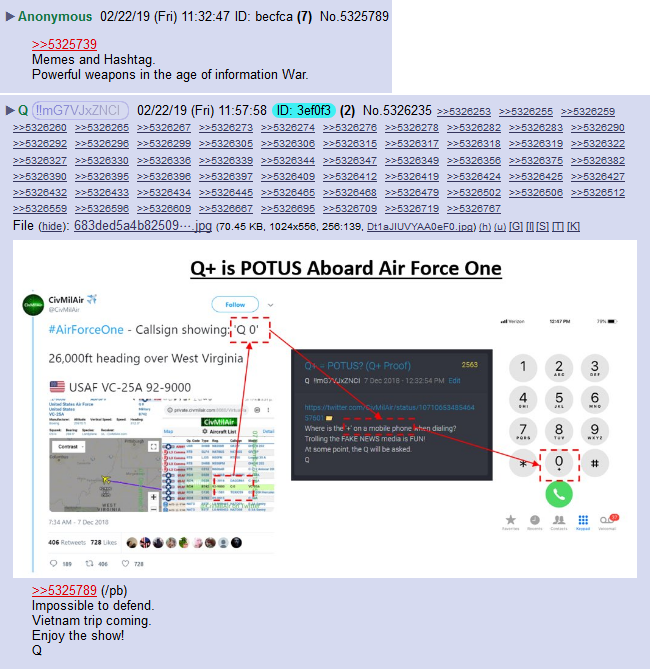 Anonymous 02/22/19 (Fri) 11:32:47 ID: becfca (7) No.5325789
>>5325739
Memes and Hashtag.
Powerful weapons in the age of information War.
Q !!mG7VJxZNCI 02/22/19 (Fri) 11:57:58 ID: 3ef0f3 (2) No.5326235 >>5326253 >>5326255 >>5326259
>>5326260 >>5326265 >>5326267 >>5326273 >>5326274 >>5326276 >>5326278 >>5326282 >>5326283 >>5326290
>>5326292 >>5326296 >>5326299 >>5326305 >>5326306 >>5326315 >>5326317 >>5326318 >>5326319 >>5326322
>>5326327 >>5326330 >>5326336 >>5326339 >>5326344 >>5326347 >>5326349 >>5326356 >>5326375 >>5326382
>>5326390 >>5326395 >>5326396 >>5326397 >>5326409 >>5326412 >>5326419 >>5326424 >>5326425 >>5326427
>>5326432 >>5326433 >>5326434 >>5326445 >>5326465 >>5326468 >>5326479 >>5326502 >>5326506 >>5326512
>>5326559 >>5326596 >>5326609 >>5326667 >>5326695 >>5326709 >>5326719 >>5326767
File (hide): 683ded5a4b82509⋯.jpg (70.45 KB, 1024x556, 256:139, Dt1aJIUVYAA0eF0.jpg) (h) (u) [G] [I] [S] [T] [K]
Q+ is POTUS Aboard Air Force One
CivMilAir
@CivMilAir
Follow
#AirForceOne - Callsign showing: 'Q 0'
26,000ft heading over West Virginia
USAF VC-25A 92-9000
United States Air Force
United States
VC-25A
private.civmilair.com
CivMilAir
Map
Aircraft List
Contrast
WEST
VIRGINIA
7:34 AM - 7 Dec 2018
406 Retweets 728 Likes
189 406 728
Q+ = POTUS? (Q+ Proof) 2563
Q !!mG7VJxZNCI 7 Dec 2018 - 12:32:54 PM Edit
Where is the '+' on a mobile phone when dialing?
Trolling the FAKE NEWS media is FUN!
At some point, the Q will be asked.
Q
Verizon 12:47 PM 79%
1 2 3
ABC DEF
4 5 6
GHI JKL MNO
7 8 9
PQRS TUV WXYZ
* 0 #
+
Favorites Recents Contacts Keypad Voicemail
>>5325789 (/pb)
Impossible to defend.
Vietnam trip coming.
Enjoy the show!
Q